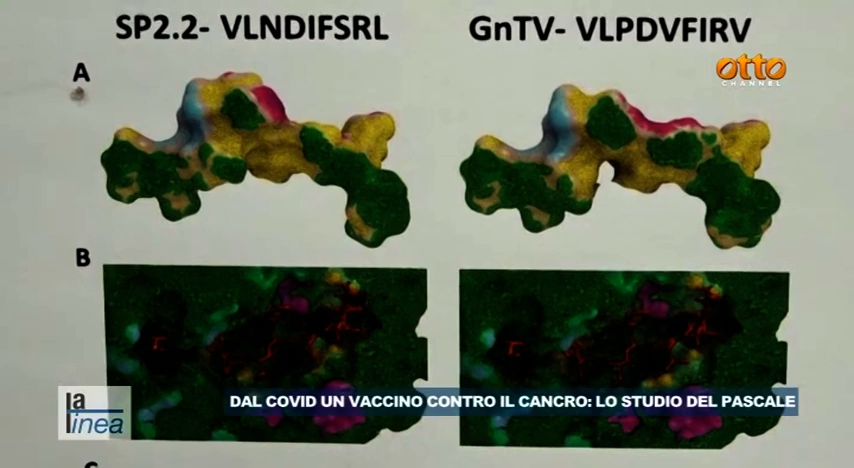 SP2.2- VLNDIFSRL
GnTV- VLPDVFIRV
A
otto
CHANNEL
B
DAL COVID UN VACCINO CONTRO IL CANCRO: LO STUDIO DEL PASCALE
la
linea